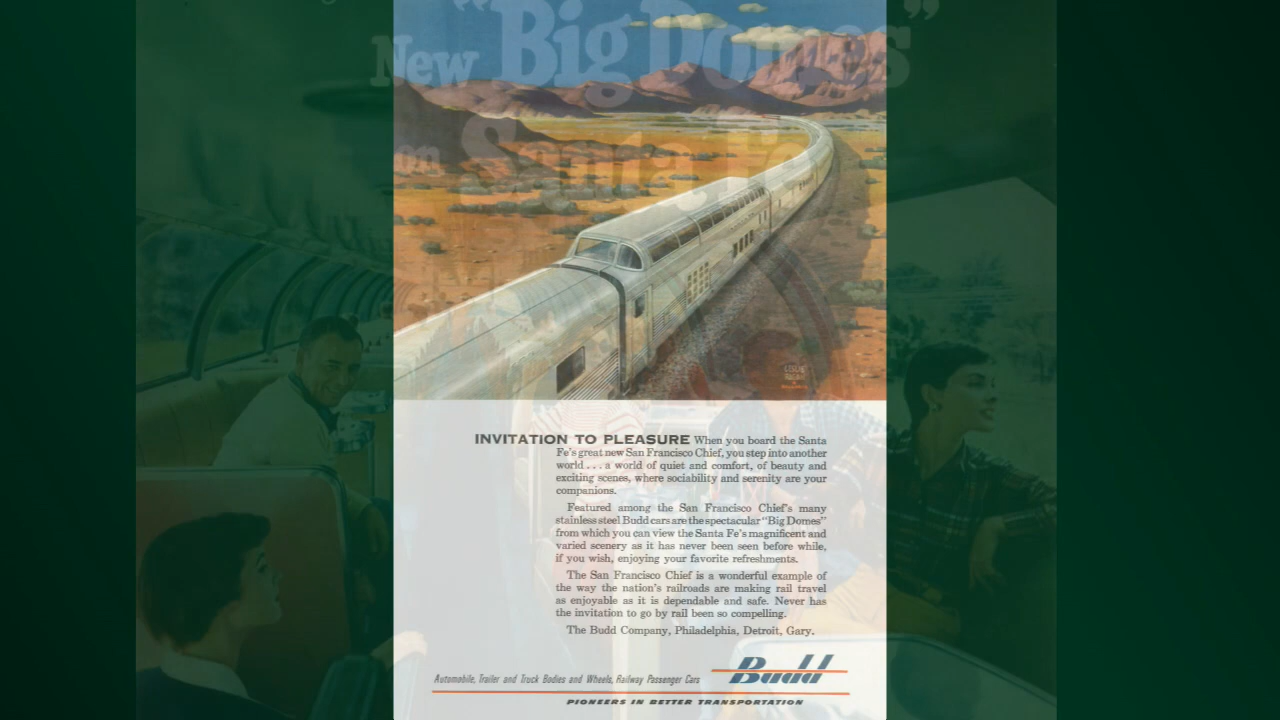 New "Big Domes"
on Santa Fe
INVITATION TO PLEASURE When you board the Santa
Fe's great new San Francisco Chief, you step into another
world . . . a world of quiet and comfort, of beauty and
exciting scenes, where sociability and serenity are your
companions.
Featured among the San Francisco Chief's many
stainless steel Budd cars are the spectacular "Big Domes"
from which you can view the Santa Fe's magnificent and
varied scenery as it has never been seen before while,
if you wish, enjoying your favorite refreshments.
The San Francisco Chief is a wonderful example of
the way the nation's railroads are making rail travel
as enjoyable as it is dependable and safe. Never has
the invitation to go by rail been so compelling.
The Budd Company, Philadelphia, Detroit, Gary.
Budd
Automobile, Trailer and Truck Bodies and Wheels, Railway Passenger Cars
PIONEERS IN BETTER TRANSPORTATION